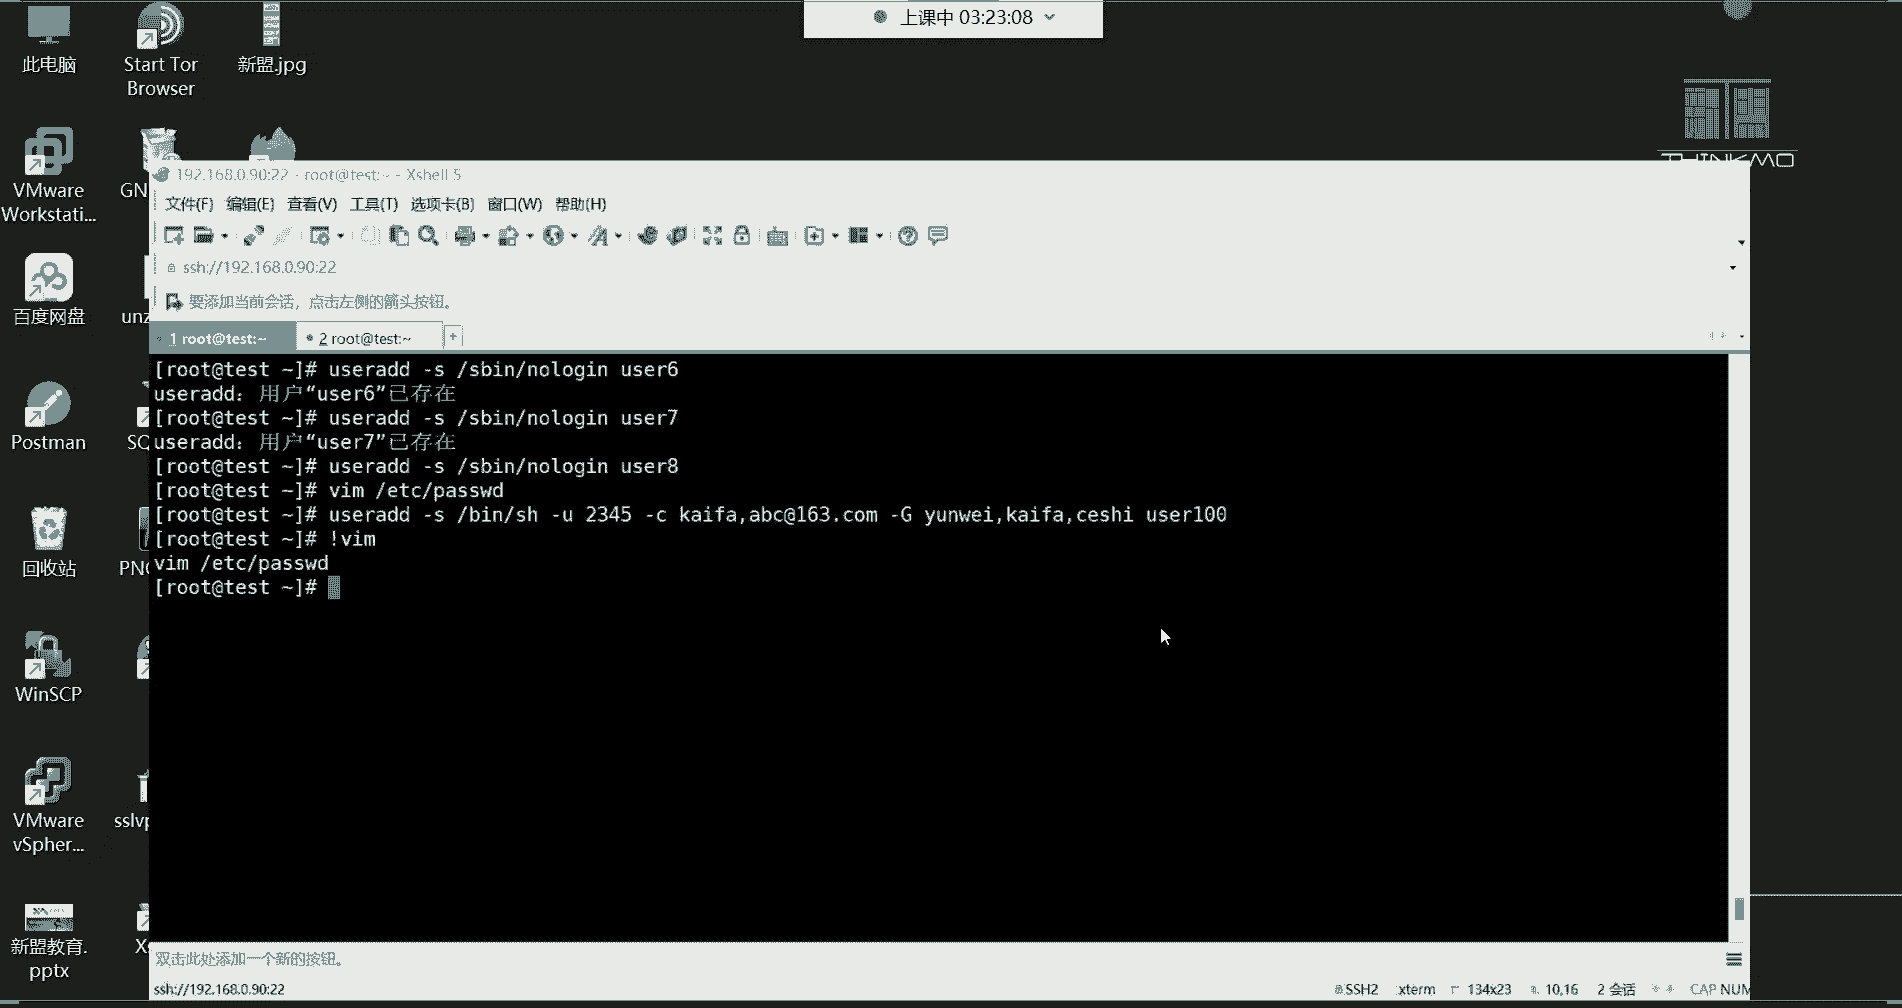 上课中 03:23:08
此电脑
Start Tor Browser
新盟.jpg
VMware Workstati...
GN
百度网盘
unz
Postman
SQ
回收站
PN
WinSCP
VMware vSpher...
sslvp
新盟教育.pptx
X
THINKMO
192.168.0.90:22 - root@test:~ - Xshell 5
文件(F) 编辑(E) 查看(V) 工具(T) 选项卡(B) 窗口(W) 帮助(H)
ssh://192.168.0.90:22
要添加当前会话，点击左侧的箭头按钮。
1 root@test:~ 2 root@test:~ +
[root@test ~]# useradd -s /sbin/nologin user6
useradd：用户“user6”已存在
[root@test ~]# useradd -s /sbin/nologin user7
useradd：用户“user7”已存在
[root@test ~]# useradd -s /sbin/nologin user8
[root@test ~]# vim /etc/passwd
[root@test ~]# useradd -s /bin/sh -u 2345 -c kaifa,abc@163.com -G yunwei,kaifa,ceshi user100
[root@test ~]# !vim
vim /etc/passwd
[root@test ~]#
双击此处添加一个新的按钮。
ssh://192.168.0.90:22 SSH2 xterm 134x23 10,16 2 会话 CAP NUM